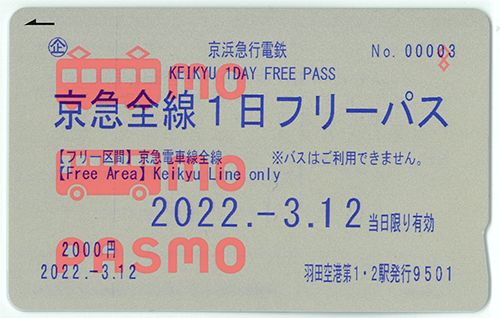 企 京浜急行電鉄 No. 00003
KEIKYU 1DAY FREE PASS
MO
京急全線1日フリーパス
【フリー区間】京急電車線全線 ※バスはご利用できません。
【Free Area】Keikyu Line only
MO
2022.-3.12 当日限り有効
2000円
PASMO
2022.-3.12 羽田空港第1・2駅発行9501